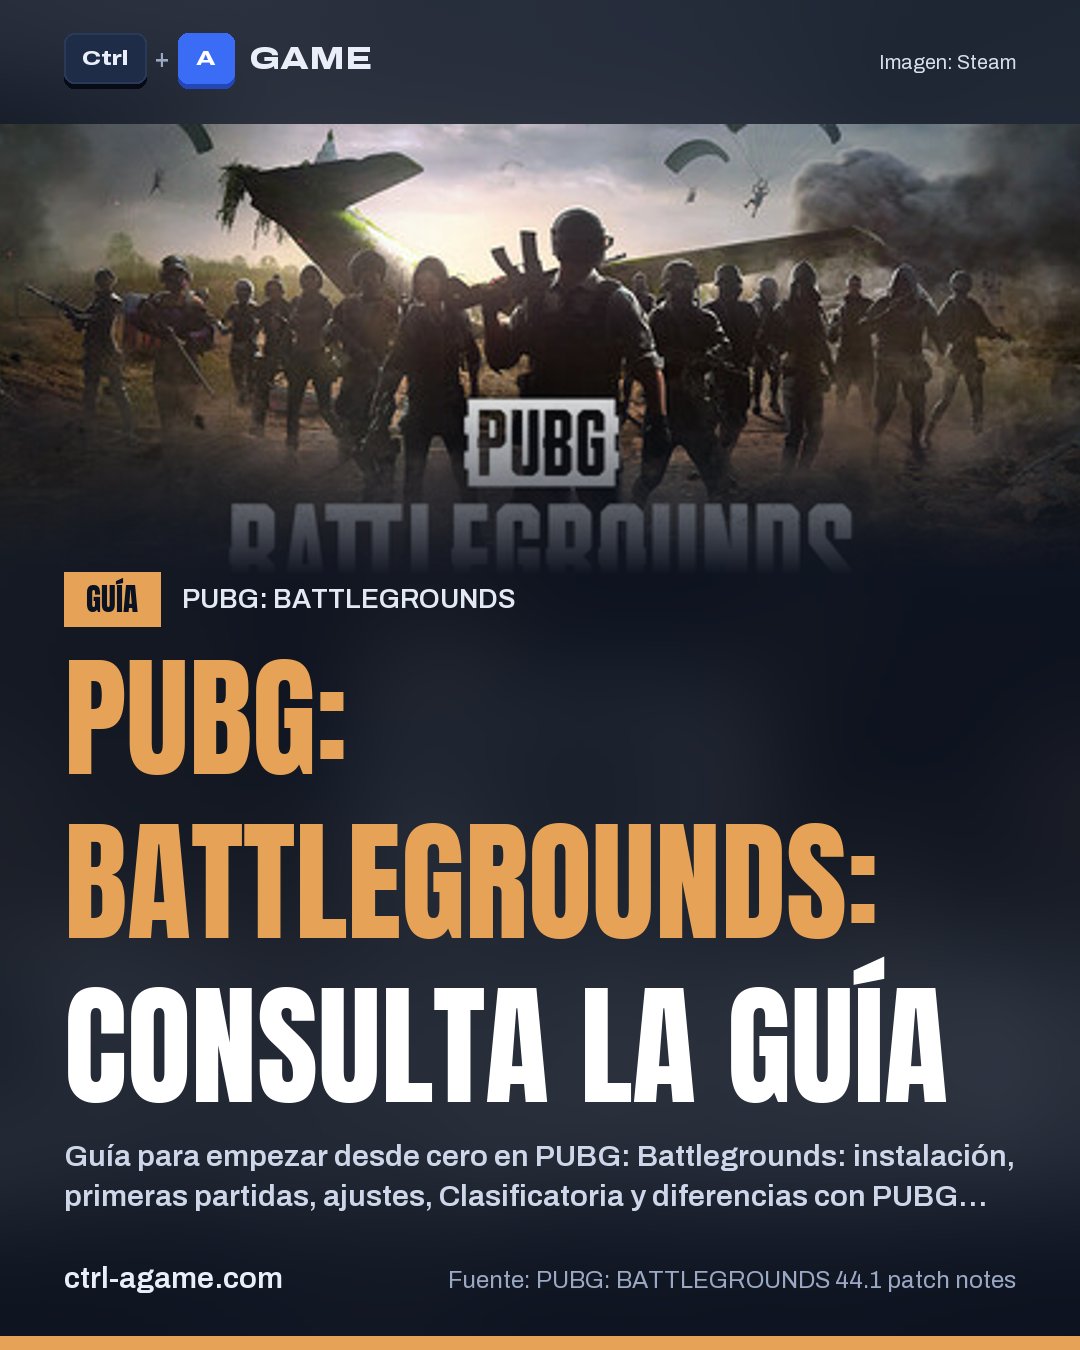 Ctrl + A GAME
Imagen: Steam
PUBG
BATTLEGROUNDS
GUÍA PUBG: BATTLEGROUNDS
PUBG:
BATTLEGROUNDS:
CONSULTA LA GUÍA
Guía para empezar desde cero en PUBG: Battlegrounds: instalación,
primeras partidas, ajustes, Clasificatoria y diferencias con PUBG...
ctrl-agame.com
Fuente: PUBG: BATTLEGROUNDS 44.1 patch notes